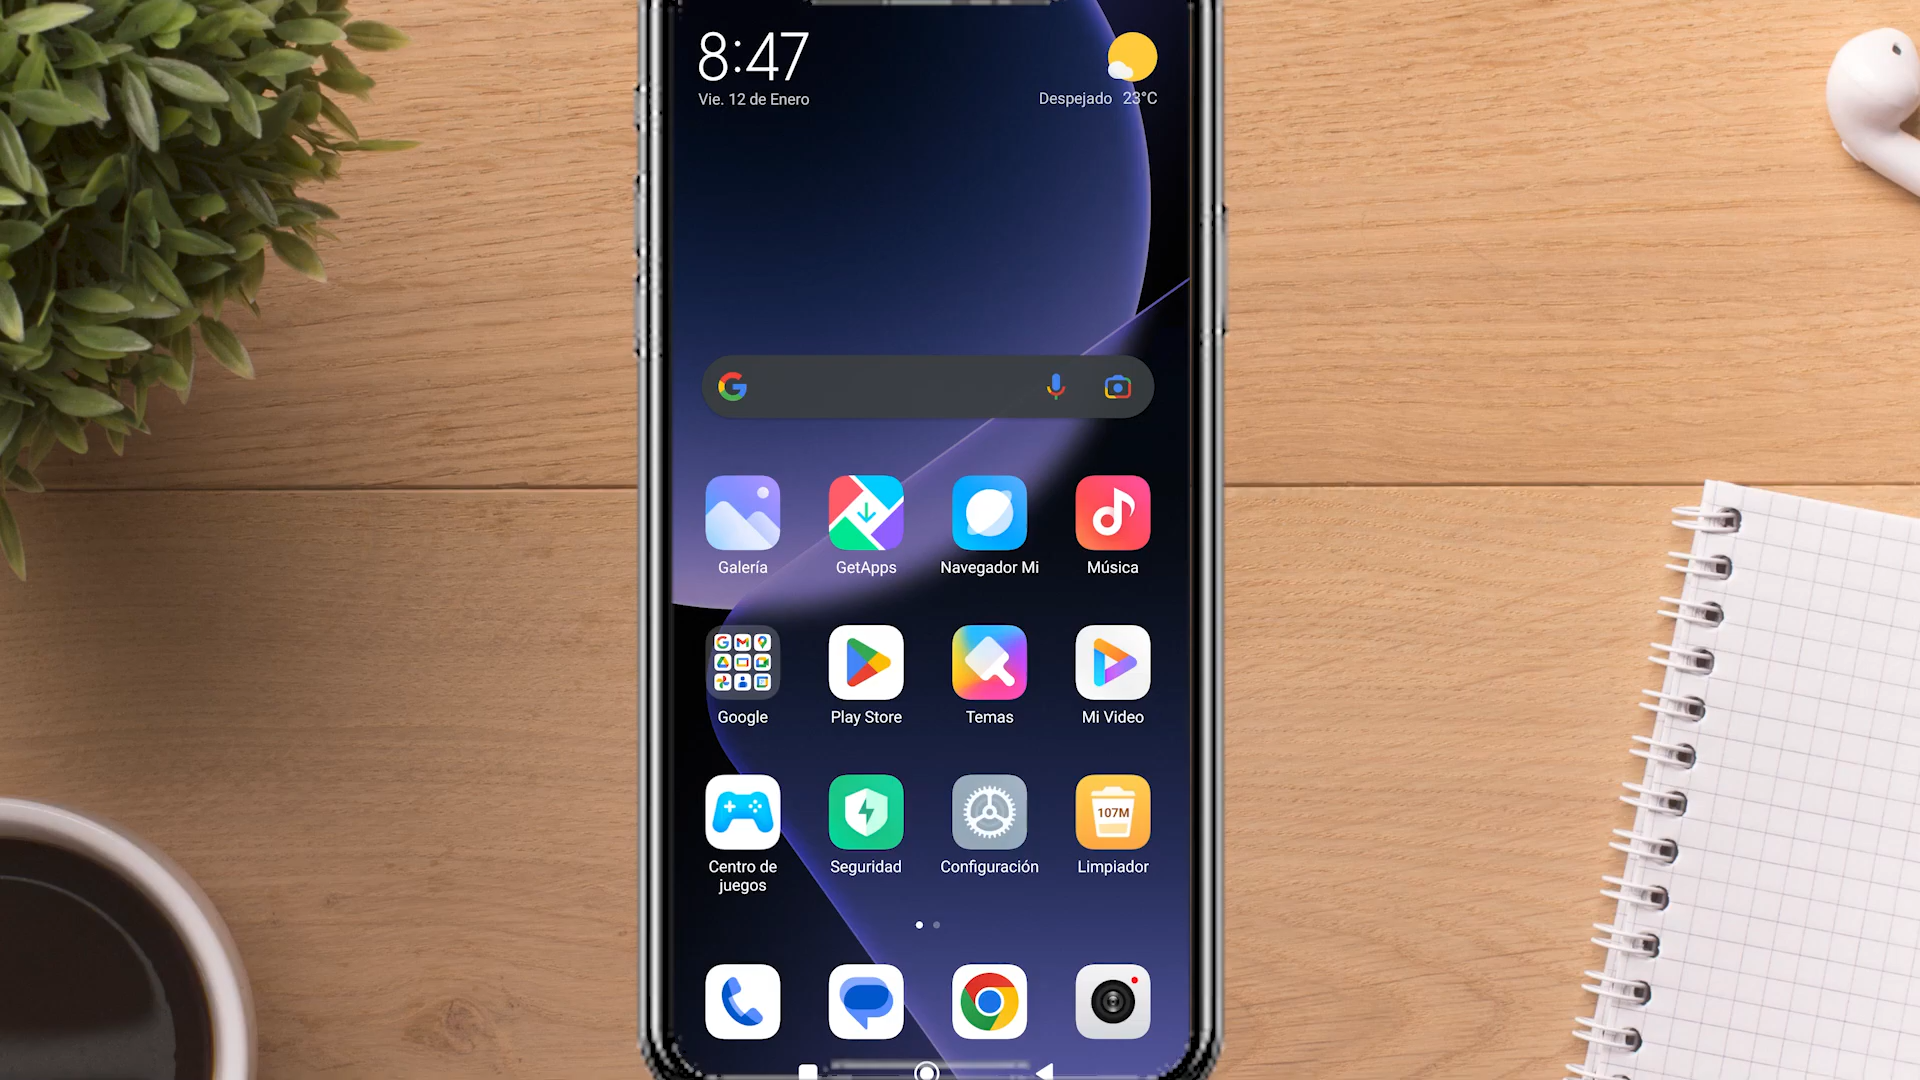 8:47
Vie. 12 de Enero
Despejado 23°C
Galería
GetApps
Navegador Mi
Música
Google
Play Store
Temas
Mi Video
107M
Centro de
juegos
Seguridad
Configuración
Limpiador